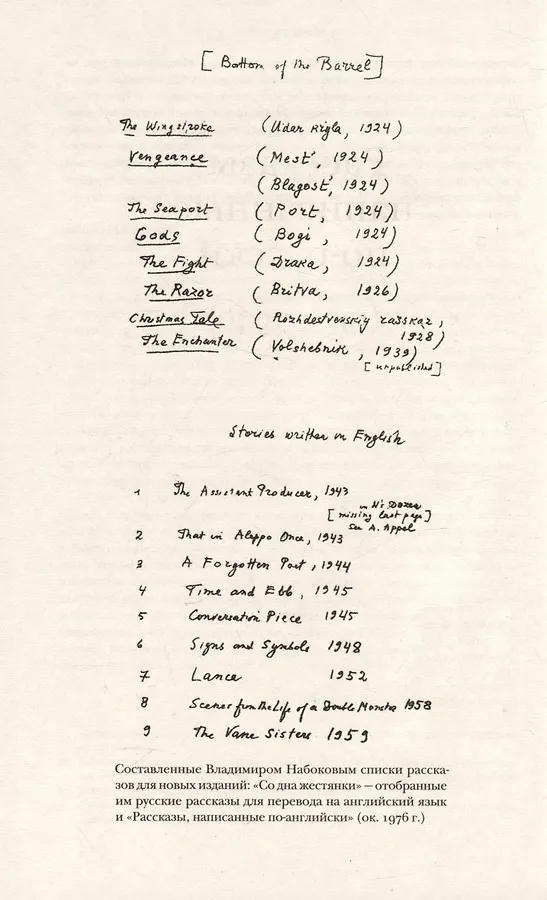 [Bottom of the Barrel]
The Wingstroke (Udar Krÿla, 1924)
Vengeance (Mest', 1924)
(Blagost', 1924)
The Seaport (Port, 1924)
Gods (Bogi, 1924)
The Fight (Draka, 1924)
The Razor (Britva, 1926)
Christmas Tale (Rozhdestvenskiy rasskaz,
1928)
The Enchanter (Volshebnik, 1939)
[unpublished]
Stories written in English
1 The Assistant Producer, 1943
in N's Dozen
[missing last page]
See A. Appel
2 That in Aleppo Once, 1943
3 A Forgotten Poet, 1944
4 Time and Ebb, 1945
5 Conversation Piece 1945
6 Signs and Symbols 1948
7 Lance 1952
8 Scenes from the Life of a Double Monster 1958
9 The Vane Sisters 1959
Составленные Владимиром Набоковым списки расска-
зов для новых изданий: «Со дна жестянки» — отобранные
им русские рассказы для перевода на английский язык
и «Рассказы, написанные по-английски» (ок. 1976 г.)